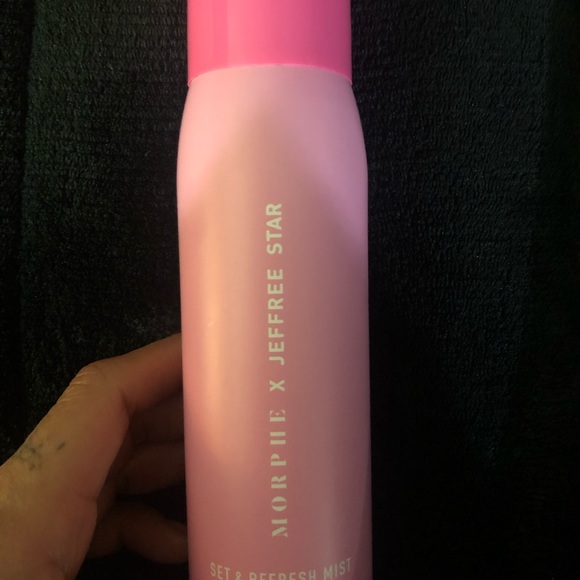 MORPHE X JEFFREE STAR
SET & REFRESH MIST